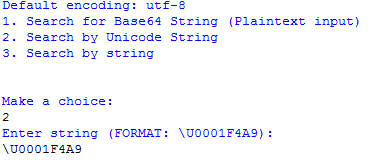 Default encoding: utf-8
1. Search for Base64 String (Plaintext input)
2. Search by Unicode String
3. Search by string
Make a choice:
2
Enter string (FORMAT: \U0001F4A9):
\U0001F4A9